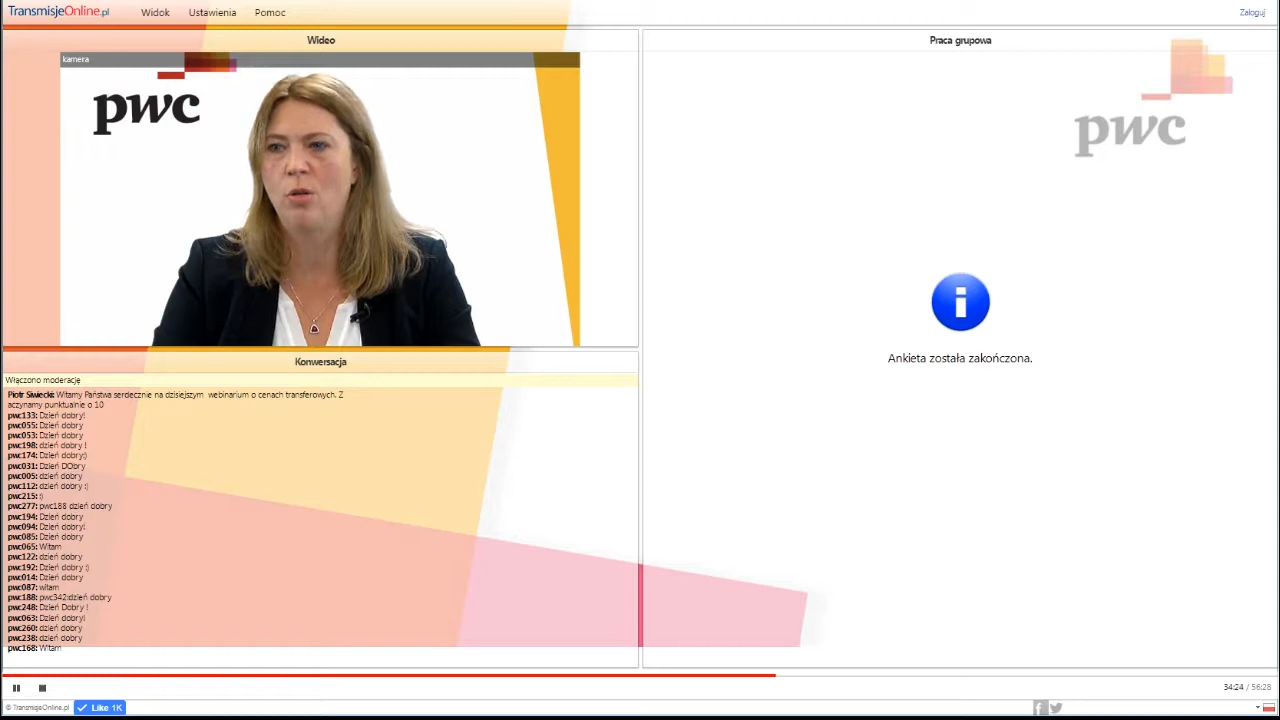 TransmisjeOnline.pl
Widok
Ustawienia
Pomoc
Zaloguj
Wideo
kamera
pwc
Konwersacja
Włączono moderację
Piotr Siwiecki: Witamy Państwa serdecznie na dzisiejszym webinarium o cenach transferowych. Z
aczynamy punktualnie o 10
pwc133: Dzień dobry!
pwc055: Dzień dobry
pwc053: Dzień dobry
pwc198: dzień dobry !
pwc174: Dzień dobry:)
pwc031: Dzień DObry
pwc005: dzień dobry
pwc112: dzień dobry :)
pwc215: :)
pwc277: pwc188 dzień dobry
pwc194: Dzień dobry
pwc094: Dzień dobry!
pwc085: Dzień dobry
pwc065: Witam
pwc122: dzień dobry
pwc192: Dzień dobry :)
pwc014: Dzień dobry
pwc087: witam
pwc188: pwc342:dzień dobry
pwc248: Dzień Dobry !
pwc063: Dzień dobry!
pwc260: dzień dobry
pwc238: dzień dobry
pwc168: Witam
Praca grupowa
pwc
i
Ankieta została zakończona.
34:24 / 56:28
© TransmisjeOnline.pl
Like 1K